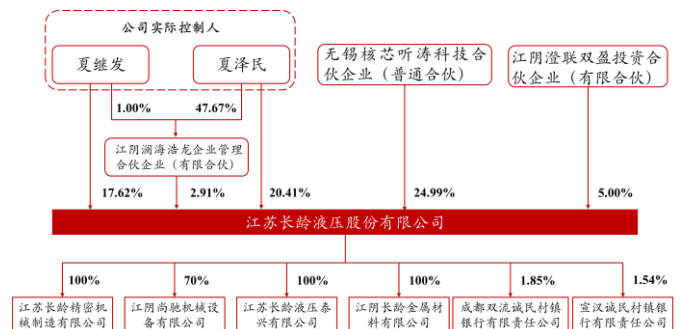 公司实际控制人
夏继发
夏泽民
无锡核芯听涛科技合
伙企业（普通合伙）
江阴澄联双盈投资合
伙企业（有限合伙）
1.00%
47.67%
江阴澜海浩龙企业管理
合伙企业（有限合伙）
17.62%
2.91%
20.41%
24.99%
5.00%
江苏长龄液压股份有限公司
100%
70%
100%
100%
1.85%
1.54%
江苏长龄精密机
械制造有限公司
江阴尚驰机械设
备有限公司
江苏长龄液压泰
兴有限公司
江阴长龄金属材
料有限公司
成都双流诚民村镇
银行有限责任公司
宣汉诚民村镇银
行有限责任公司